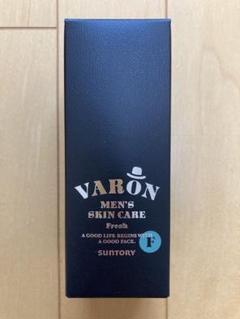 VARON
MEN'S
SKIN CARE
Fresh
A GOOD LIFE BEGINS WITH
A GOOD FACE.
F
SUNTORY